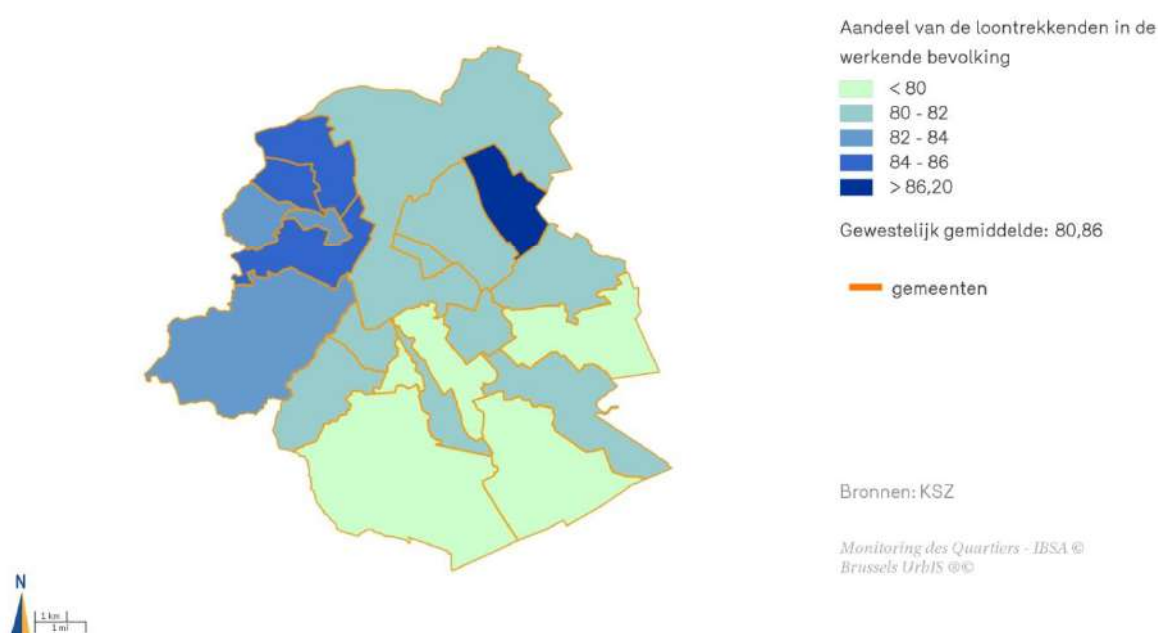 Aandeel van de loontrekkenden in de
werkende bevolking
< 80
80 - 82
82 - 84
84 - 86
> 86,20
Gewestelijk gemiddelde: 80,86
gemeenten
Bronnen: KSZ
Monitoring des Quartiers - IBSA ©
Brussels UrbIS ®©
N
1 km
1 mi